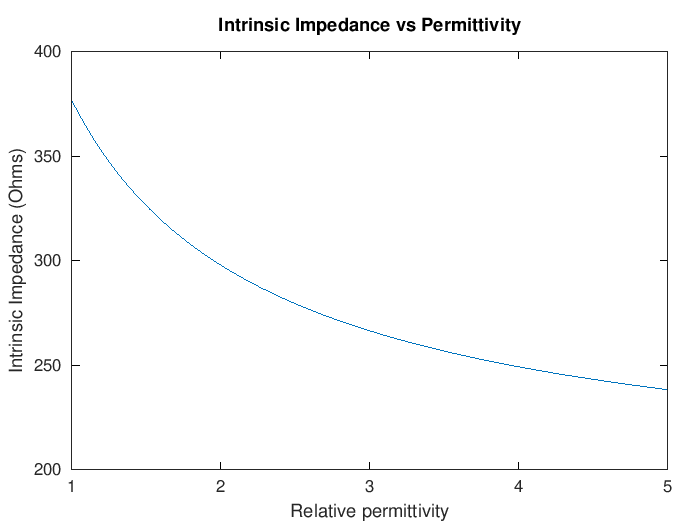 Intrinsic Impedance vs Permittivity
400
350
300
250
200
Intrinsic Impedance (Ohms)
1 2 3 4 5
Relative permittivity